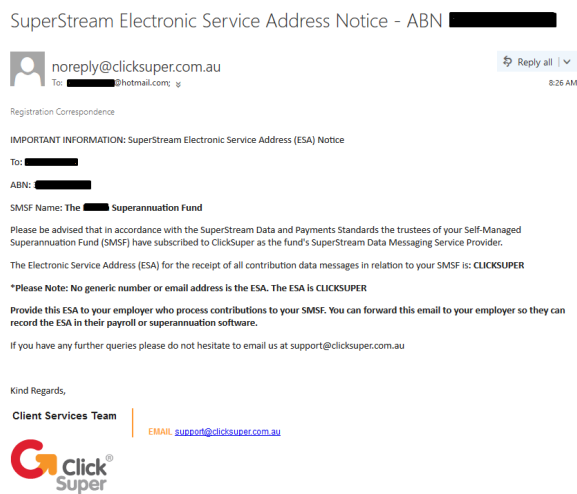 SuperStream Electronic Service Address Notice - ABN
noreply@clicksuper.com.au
Reply all
To: @hotmail.com;
8:26 AM
Registration Correspondence
IMPORTANT INFORMATION: SuperStream Electronic Service Address (ESA) Notice
To:
ABN:
SMSF Name: The Superannuation Fund
Please be advised that in accordance with the SuperStream Data and Payments Standards the trustees of your Self-Managed
Superannuation Fund (SMSF) have subscribed to ClickSuper as the fund's SuperStream Data Messaging Service Provider.
The Electronic Service Address (ESA) for the receipt of all contribution data messages in relation to your SMSF is: CLICKSUPER
*Please Note: No generic number or email address is the ESA. The ESA is CLICKSUPER
Provide this ESA to your employer who process contributions to your SMSF. You can forward this email to your employer so they can
record the ESA in their payroll or superannuation software.
If you have any further queries please do not hesitate to email us at support@clicksuper.com.au
Kind Regards,
Client Services Team
EMAIL support@clicksuper.com.au
Click®
Super